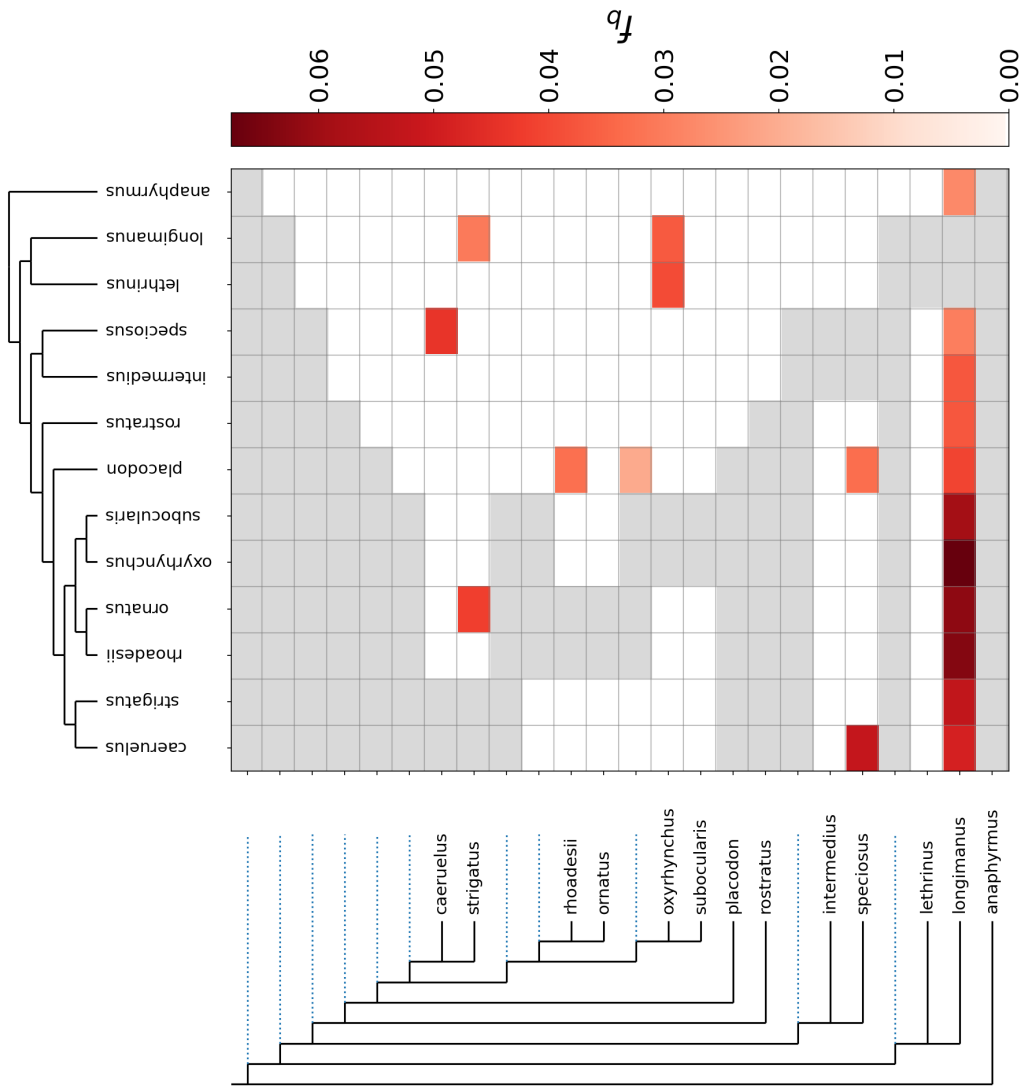 f_b
0.06
0.05
0.04
0.03
0.02
0.01
0.00
anaphyrmus
longimanus
lethrinus
speciosus
intermedius
rostratus
placodon
subocularis
oxyrhynchus
ornatus
rhoadesii
strigatus
caeruelus
caeruelus
strigatus
rhoadesii
ornatus
oxyrhynchus
subocularis
placodon
rostratus
intermedius
speciosus
lethrinus
longimanus
anaphyrmus